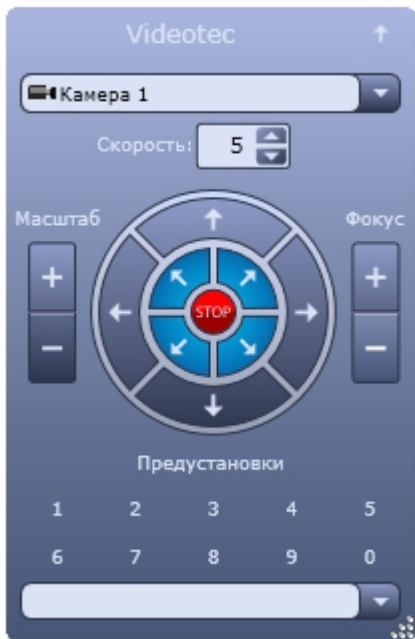 Videotec
Камера 1
Скорость: 5
Масштаб
Фокус
STOP
Предустановки
1 2 3 4 5
6 7 8 9 0